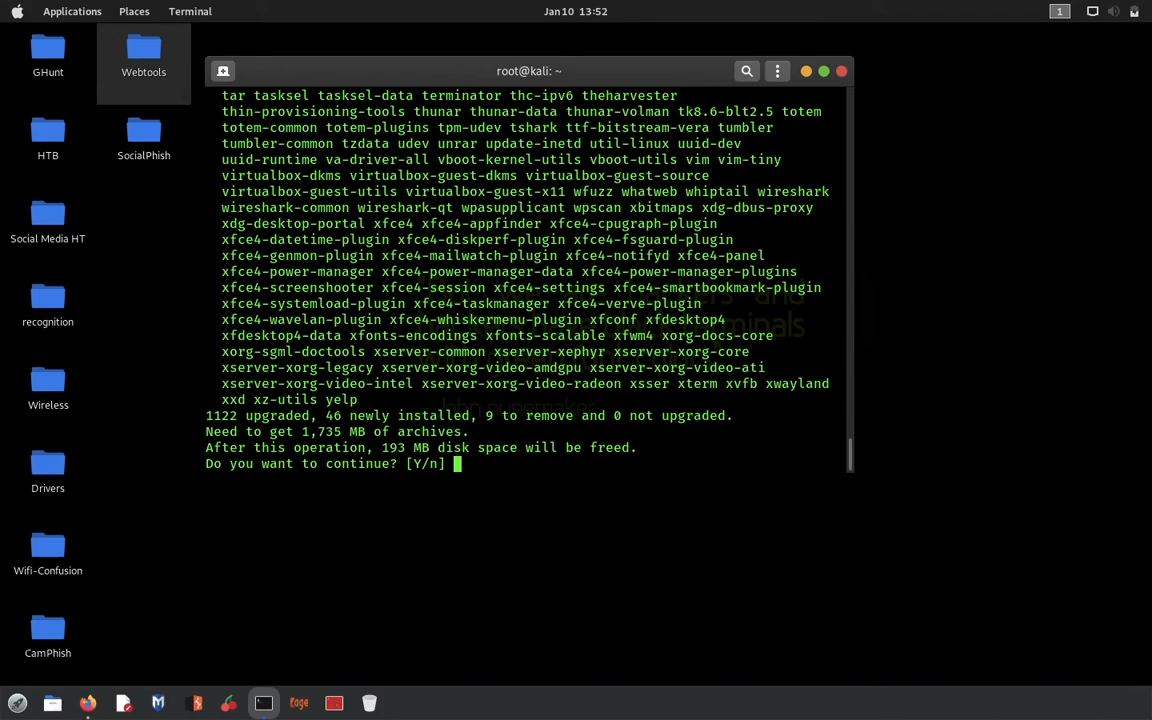 Applications Places Terminal Jan10 13:52 1
GHunt
Webtools
HTB
SocialPhish
Social Media HT
recognition
Wireless
Drivers
Wifi-Confusion
CamPhish
root@kali: ~
tar tasksel tasksel-data terminator thc-ipv6 theharvester
thin-provisioning-tools thunar thunar-data thunar-volman tk8.6-blt2.5 totem
totem-common totem-plugins tpm-udev tshark ttf-bitstream-vera tumbler
tumbler-common tzdata udev unrar update-inetd util-linux uuid-dev
uuid-runtime va-driver-all vboot-kernel-utils vboot-utils vim vim-tiny
virtualbox-dkms virtualbox-guest-dkms virtualbox-guest-source
virtualbox-guest-utils virtualbox-guest-x11 wfuzz whatweb whiptail wireshark
wireshark-common wireshark-qt wpasupplicant wpscan xbitmaps xdg-dbus-proxy
xdg-desktop-portal xfce4 xfce4-appfinder xfce4-cpugraph-plugin
xfce4-datetime-plugin xfce4-diskperf-plugin xfce4-fsguard-plugin
xfce4-genmon-plugin xfce4-mailwatch-plugin xfce4-notifyd xfce4-panel
xfce4-power-manager xfce4-power-manager-data xfce4-power-manager-plugins
xfce4-screenshooter xfce4-session xfce4-settings xfce4-smartbookmark-plugin
xfce4-systemload-plugin xfce4-taskmanager xfce4-verve-plugin
xfce4-wavelan-plugin xfce4-whiskermenu-plugin xfconf xfdesktop4
xfdesktop4-data xfonts-encodings xfonts-scalable xfwm4 xorg-docs-core
xorg-sgml-doctools xserver-common xserver-xephyr xserver-xorg-core
xserver-xorg-legacy xserver-xorg-video-amdgpu xserver-xorg-video-ati
xserver-xorg-video-intel xserver-xorg-video-radeon xsser xterm xvfb xwayland
xxd xz-utils yelp
1122 upgraded, 46 newly installed, 9 to remove and 0 not upgraded.
Need to get 1,735 MB of archives.
After this operation, 193 MB disk space will be freed.
Do you want to continue? [Y/n]